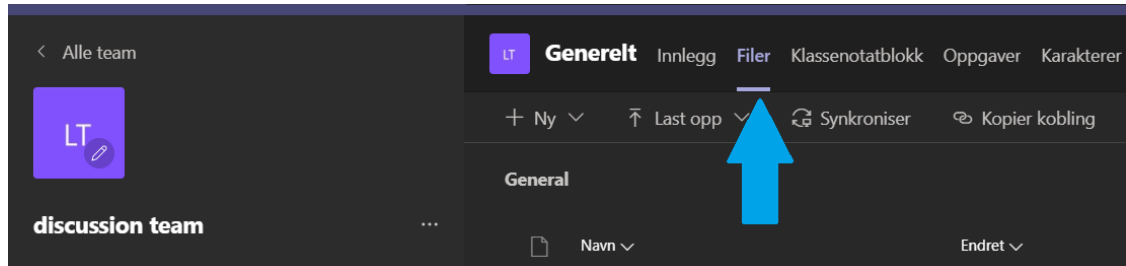 Alle team
LT
discussion team
LT Generelt Innlegg Filer Klassenotatblokk Oppgaver Karakterer
Ny Last opp Synkroniser Kopier kobling
General
Navn Endret